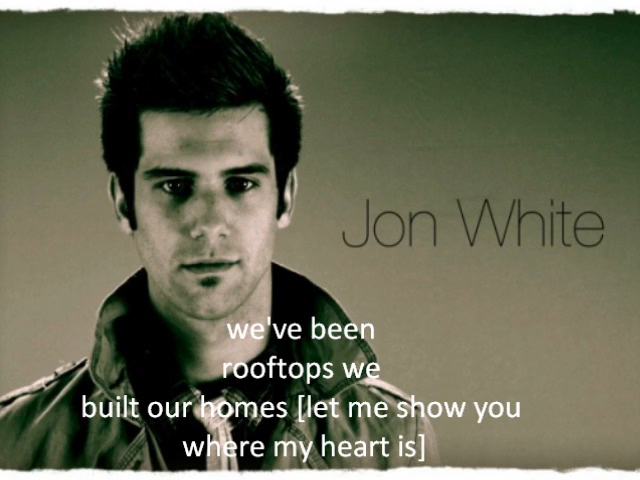 Jon White
we've been
rooftops we
built our homes [let me show you
where my heart is]